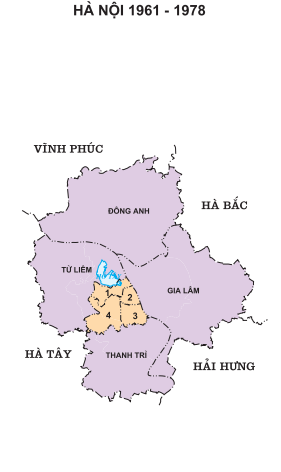 HÀ NỘI 1961 - 1978
VĨNH PHÚC
ĐÔNG ANH
HÀ BẮC
TỪ LIÊM
GIA LÂM
1
2
4
3
HÀ TÂY
THANH TRÌ
HẢI HƯNG